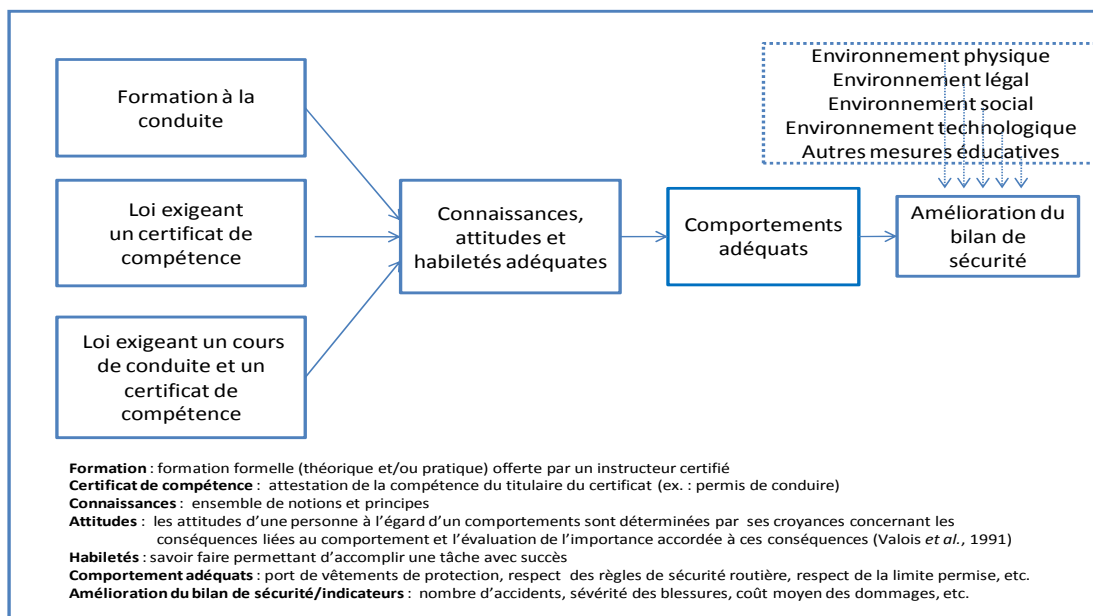 Formation à la
conduite
Loi exigeant
un certificat de
compétence
Loi exigeant un cours
de conduite et un
certificat de
compétence
Connaissances,
attitudes et
habiletés adéquates
Comportements
adéquats
Environnement physique
Environnement légal
Environnement social
Environnement technologique
Autres mesures éducatives
Amélioration du
bilan de
sécurité
Formation : formation formelle (théorique et/ou pratique) offerte par un instructeur certifié
Certificat de compétence : attestation de la compétence du titulaire du certificat (ex. : permis de conduire)
Connaissances : ensemble de notions et principes
Attitudes : les attitudes d'une personne à l'égard d'un comportements sont déterminées par ses croyances concernant les
conséquences liées au comportement et l'évaluation de l'importance accordée à ces conséquences (Valois et al., 1991)
Habiletés : savoir faire permettant d'accomplir une tâche avec succès
Comportement adéquats : port de vêtements de protection, respect des règles de sécurité routière, respect de la limite permise, etc.
Amélioration du bilan de sécurité/indicateurs : nombre d'accidents, sévérité des blessures, coût moyen des dommages, etc.